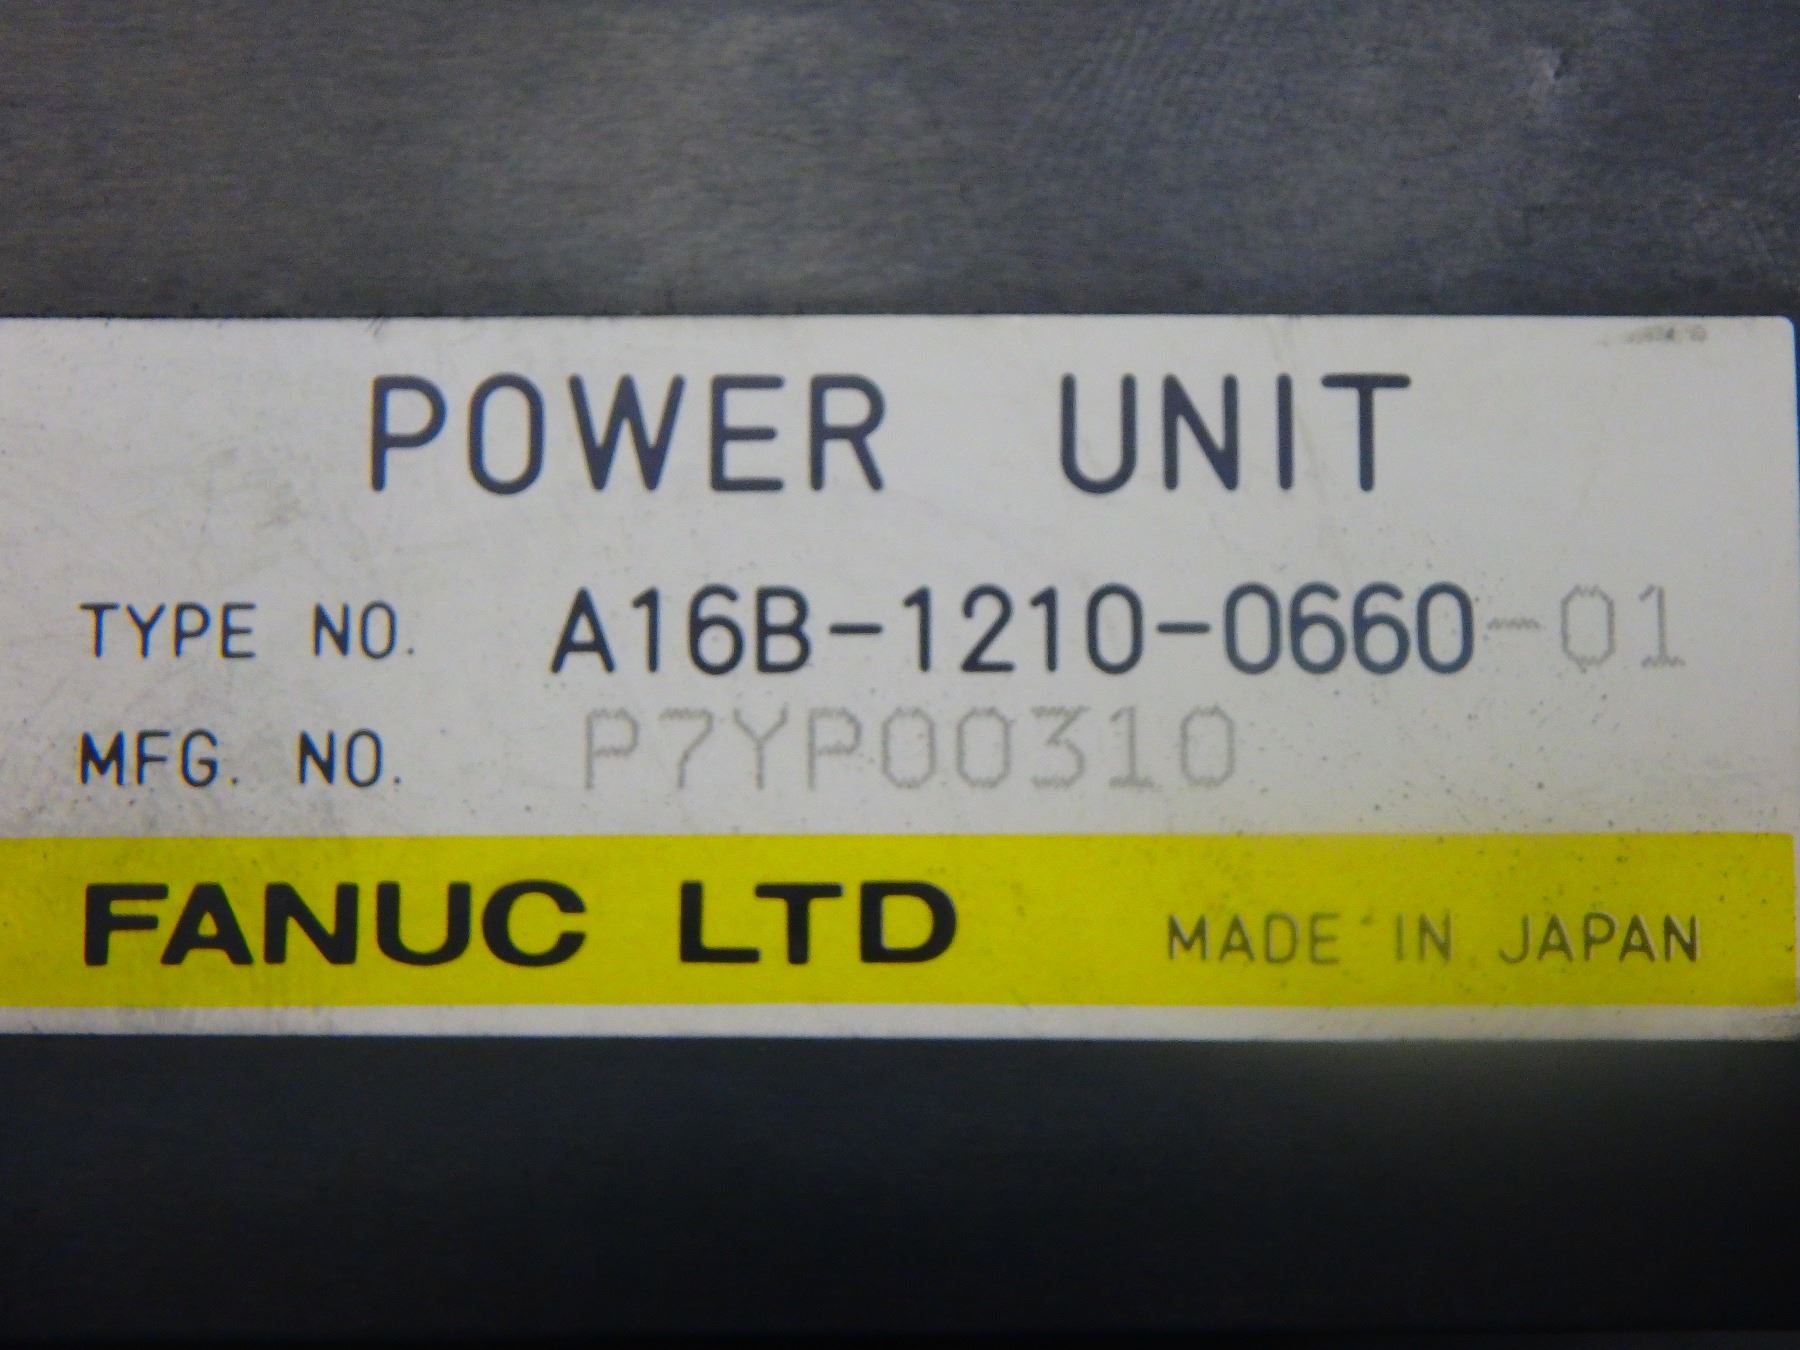 POWER UNIT
TYPE NO. A16B-1210-0660-01
MFG. NO. P7YP00310
FANUC LTD MADE IN JAPAN